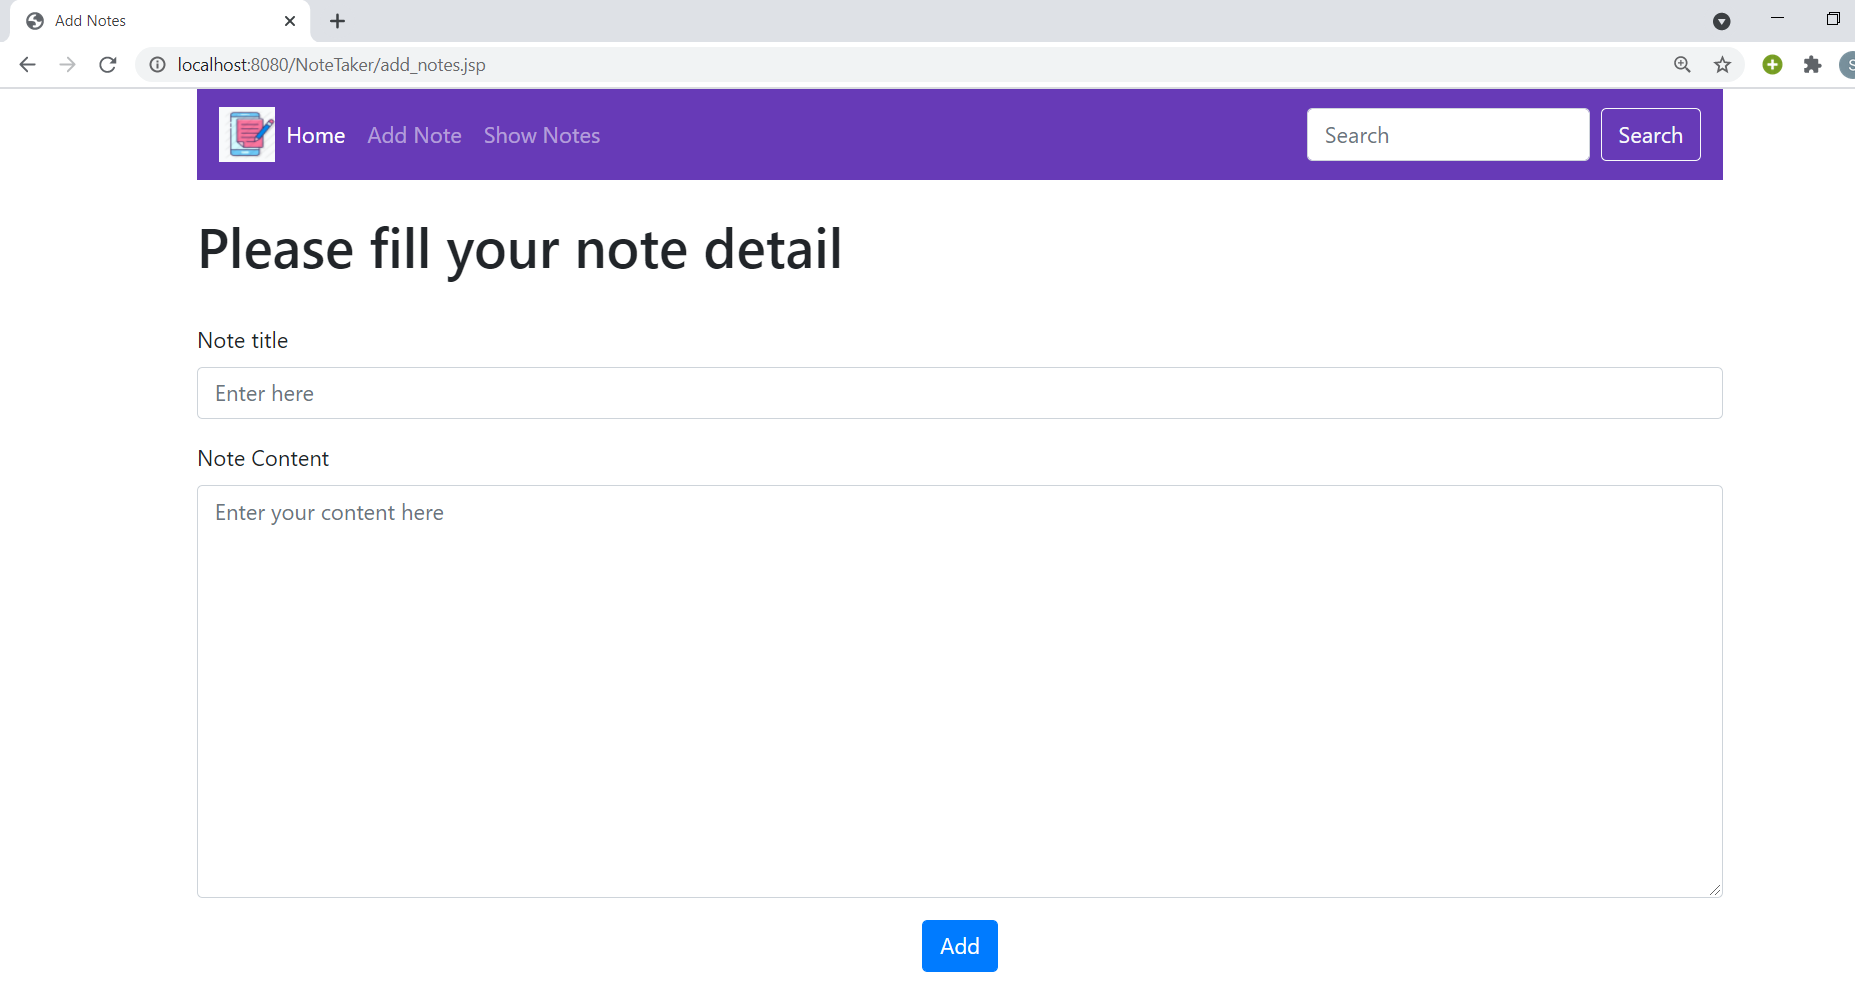 Add Notes
localhost:8080/NoteTaker/add_notes.jsp
S
Home Add Note Show Notes Search Search
Please fill your note detail
Note title
Enter here
Note Content
Enter your content here
Add